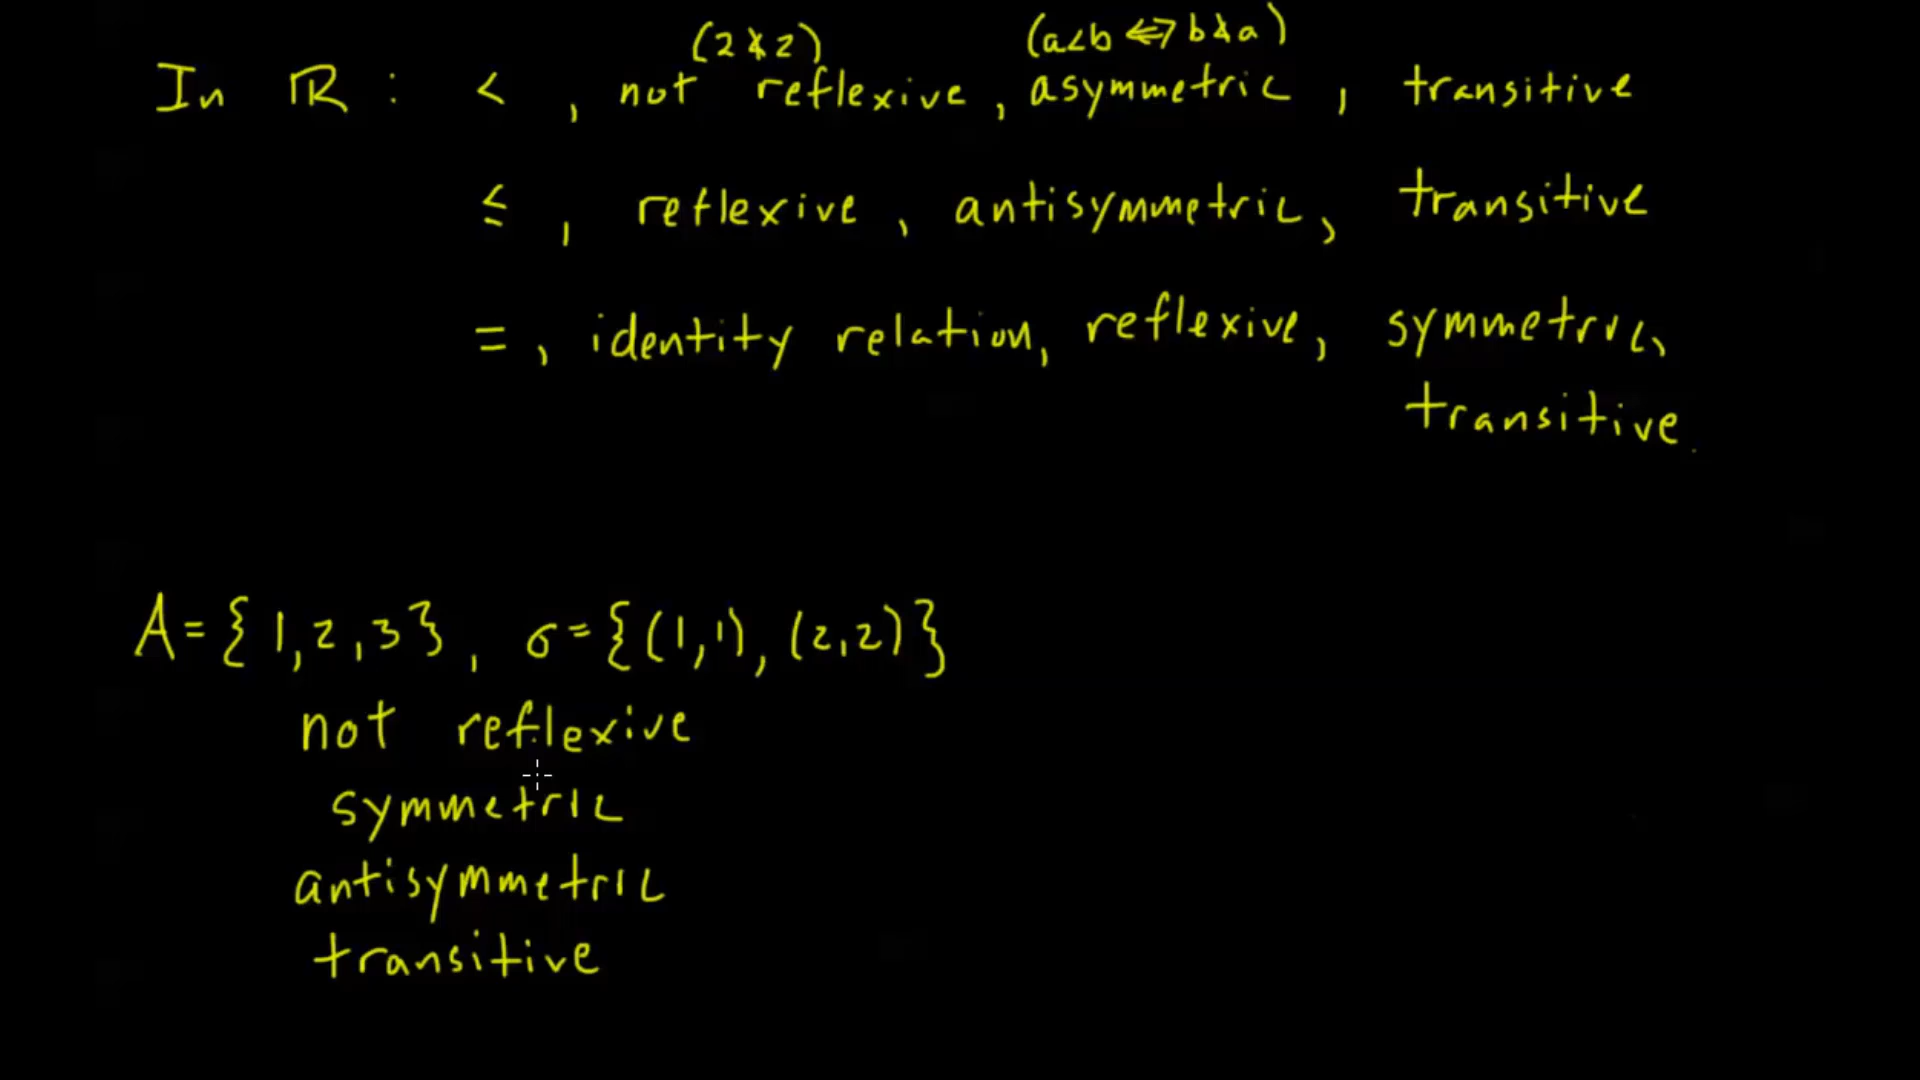 (2≮2) (a<b ⟺ b≮a)
In ℝ: <, not reflexive, asymmetric, transitive
≤, reflexive, antisymmetric, transitive
=, identity relation, reflexive, symmetric,
transitive.
A={1,2,3}, σ={(1,1),(2,2)}
not reflexive
symmetric
antisymmetric
transitive